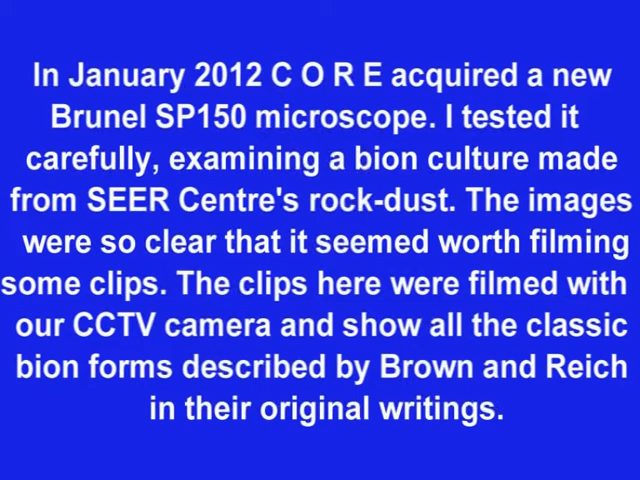 In January 2012 C O R E acquired a new
Brunel SP150 microscope. I tested it
carefully, examining a bion culture made
from SEER Centre's rock-dust. The images
were so clear that it seemed worth filming
some clips. The clips here were filmed with
our CCTV camera and show all the classic
bion forms described by Brown and Reich
in their original writings.